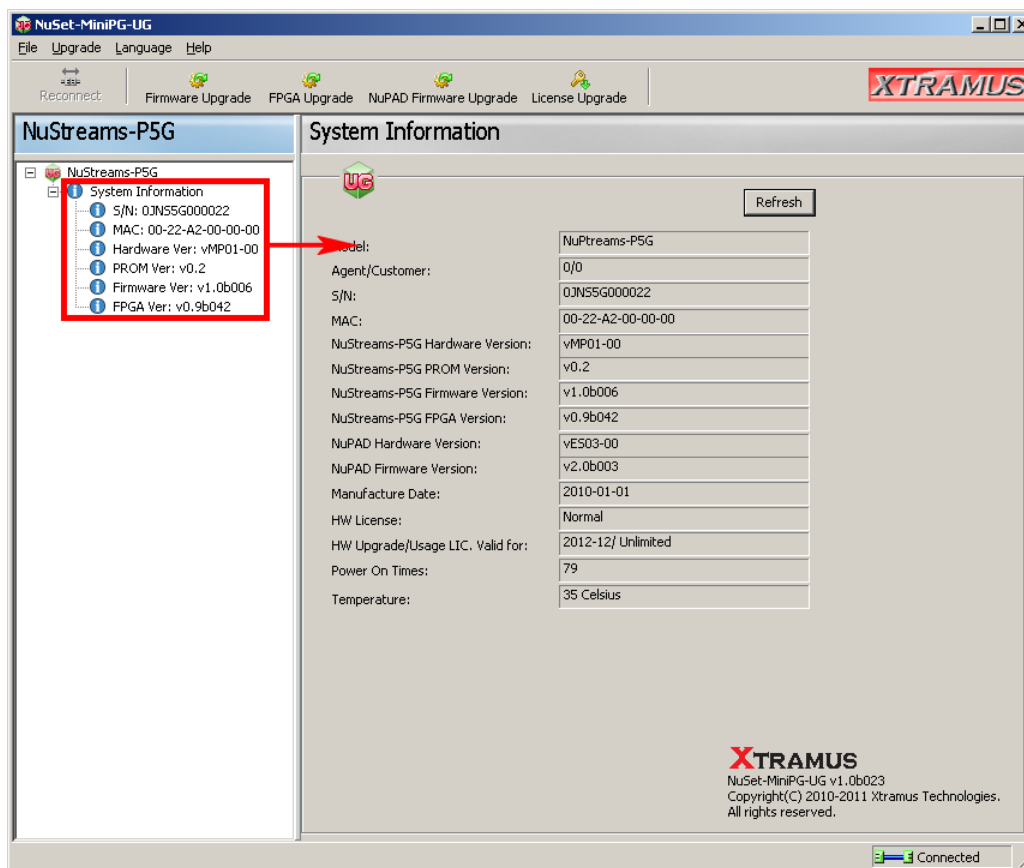 NuSet-MiniPG-UG
File Upgrade Language Help
Reconnect Firmware Upgrade FPGA Upgrade NuPAD Firmware Upgrade License Upgrade
XTRAMUS
NuStreams-P5G
NuStreams-P5G
System Information
S/N: 0JNS5G000022
MAC: 00-22-A2-00-00-00
Hardware Ver: vMP01-00
PROM Ver: v0.2
Firmware Ver: v1.0b006
FPGA Ver: v0.9b042
System Information
UG
Refresh
NuPtreams-P5G
Agent/Customer: 0/0
S/N: 0JNS5G000022
MAC: 00-22-A2-00-00-00
NuStreams-P5G Hardware Version: vMP01-00
NuStreams-P5G PROM Version: v0.2
NuStreams-P5G Firmware Version: v1.0b006
NuStreams-P5G FPGA Version: v0.9b042
NuPAD Hardware Version: vES03-00
NuPAD Firmware Version: v2.0b003
Manufacture Date: 2010-01-01
HW License: Normal
HW Upgrade/Usage LIC. Valid for: 2012-12/ Unlimited
Power On Times: 79
Temperature: 35 Celsius
XTRAMUS
NuSet-MiniPG-UG v1.0b023
Copyright(C) 2010-2011 Xtramus Technologies.
All rights reserved.
Connected